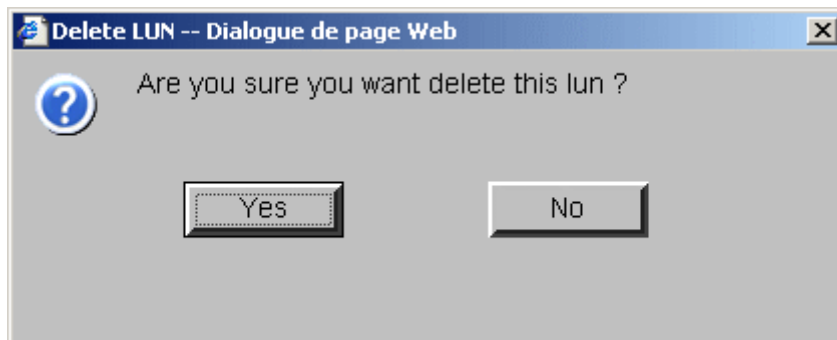 Delete LUN -- Dialogue de page Web
Are you sure you want delete this lun ?
Yes
No